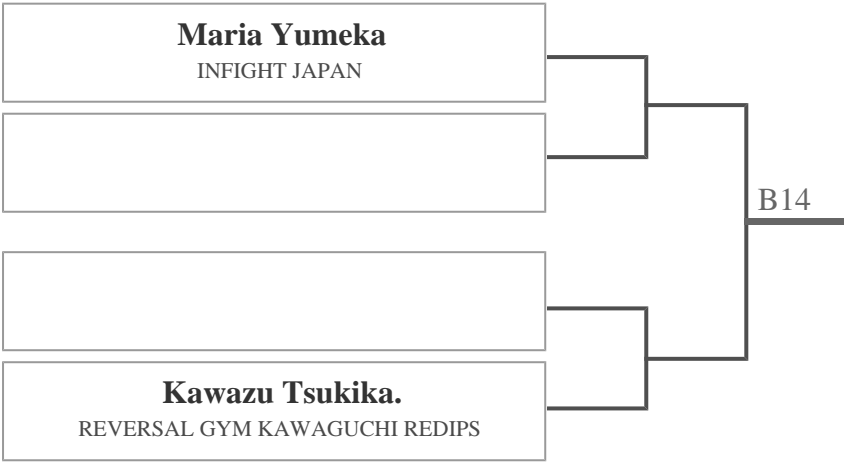 Maria Yumeka
INFIGHT JAPAN
B14
Kawazu Tsukika.
REVERSAL GYM KAWAGUCHI REDIPS